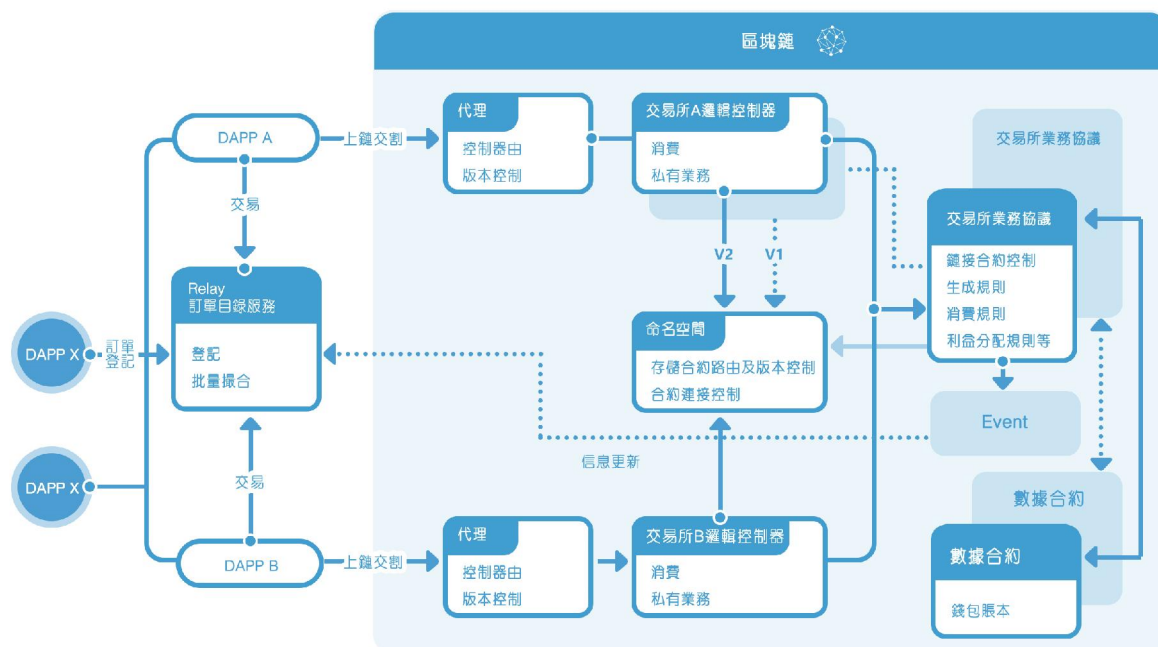 區塊鏈
DAPP A
上鏈交割
代理
控制器由
版本控制
交易所A邏輯控制器
消費
私有業務
交易所業務協議
交易所業務協議
鏈接合約控制
生成規則
消費規則
利益分配規則等
交易
V2
V1
Relay
訂單目錄服務
登記
批量撮合
DAPP X
訂單
登記
命名空間
存儲合約路由及版本控制
合約連接控制
Event
信息更新
DAPP X
交易
數據合約
數據合約
錢包賬本
DAPP B
上鏈交割
代理
控制器由
版本控制
交易所B邏輯控制器
消費
私有業務